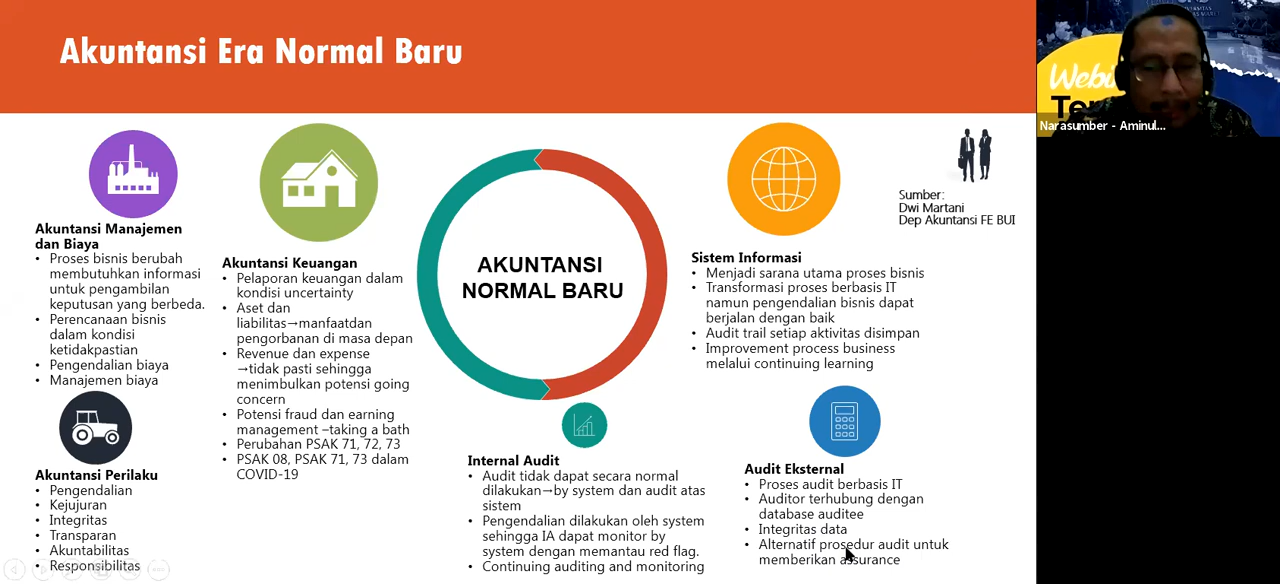 Akuntansi Era Normal Baru
Akuntansi Manajemen
dan Biaya
• Proses bisnis berubah
membutuhkan informasi
untuk pengambilan
keputusan yang berbeda.
• Perencanaan bisnis
dalam kondisi
ketidakpastian
• Pengendalian biaya
• Manajemen biaya
Akuntansi Perilaku
• Pengendalian
• Kejujuran
• Integritas
• Transparan
• Akuntabilitas
• Responsibilitas
Akuntansi Keuangan
• Pelaporan keuangan dalam
kondisi uncertainty
• Aset dan
liabilitas→manfaatdan
pengorbanan di masa depan
• Revenue dan expense
→tidak pasti sehingga
menimbulkan potensi going
concern
• Potensi fraud dan earning
management –taking a bath
• Perubahan PSAK 71, 72, 73
• PSAK 08, PSAK 71, 73 dalam
COVID-19
AKUNTANSI
NORMAL BARU
Internal Audit
• Audit tidak dapat secara normal
dilakukan→by system dan audit atas
sistem
• Pengendalian dilakukan oleh system
sehingga IA dapat monitor by
system dengan memantau red flag.
• Continuing auditing and monitoring
Sistem Informasi
• Menjadi sarana utama proses bisnis
• Transformasi proses berbasis IT
namun pengendalian bisnis dapat
berjalan dengan baik
• Audit trail setiap aktivitas disimpan
• Improvement process business
melalui continuing learning
Audit Eksternal
• Proses audit berbasis IT
• Auditor terhubung dengan
database auditee
• Integritas data
• Alternatif prosedur audit untuk
memberikan assurance
Sumber:
Dwi Martani
Dep Akuntansi FE BUI
Narasumber - Aminul...